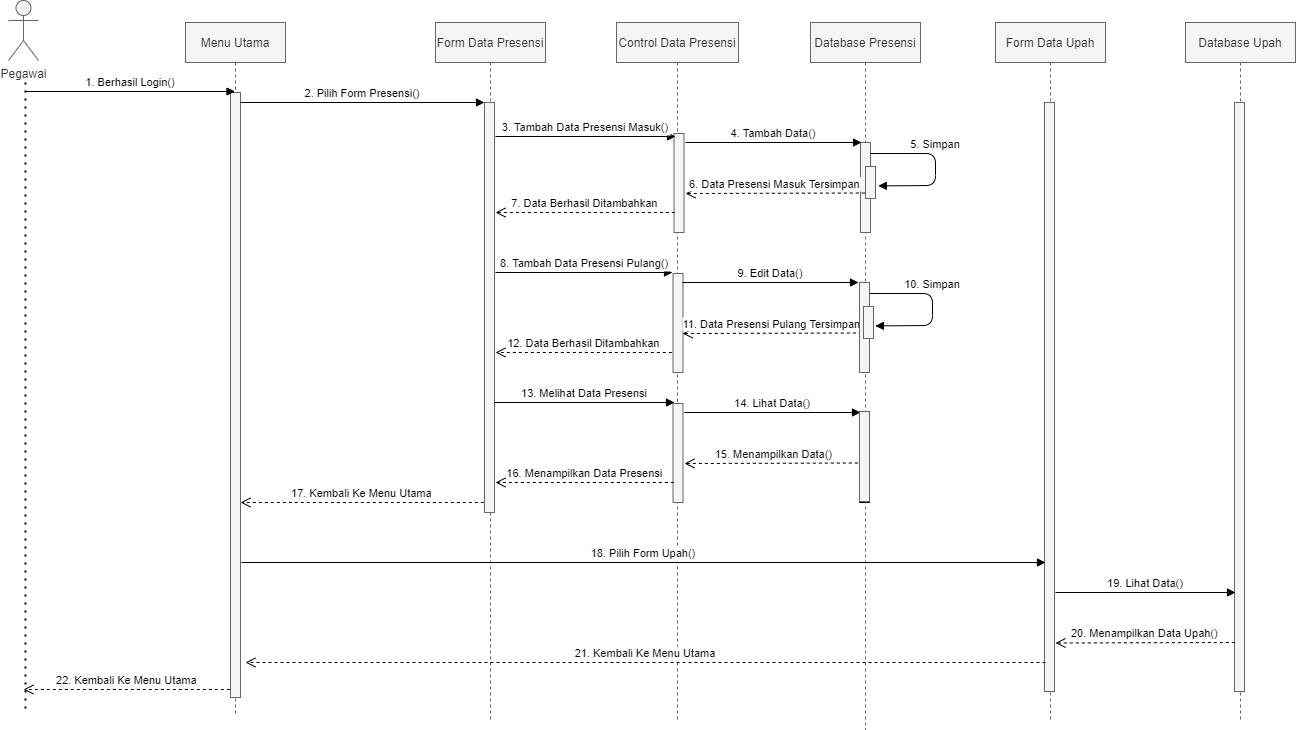 Pegawai
Menu Utama
Form Data Presensi
Control Data Presensi
Database Presensi
Form Data Upah
Database Upah
1. Berhasil Login()
2. Pilih Form Presensi()
3. Tambah Data Presensi Masuk()
4. Tambah Data()
5. Simpan
6. Data Presensi Masuk Tersimpan
7. Data Berhasil Ditambahkan
8. Tambah Data Presensi Pulang()
9. Edit Data()
10. Simpan
11. Data Presensi Pulang Tersimpan
12. Data Berhasil Ditambahkan
13. Melihat Data Presensi
14. Lihat Data()
15. Menampilkan Data()
16. Menampilkan Data Presensi
17. Kembali Ke Menu Utama
18. Pilih Form Upah()
19. Lihat Data()
20. Menampilkan Data Upah()
21. Kembali Ke Menu Utama
22. Kembali Ke Menu Utama